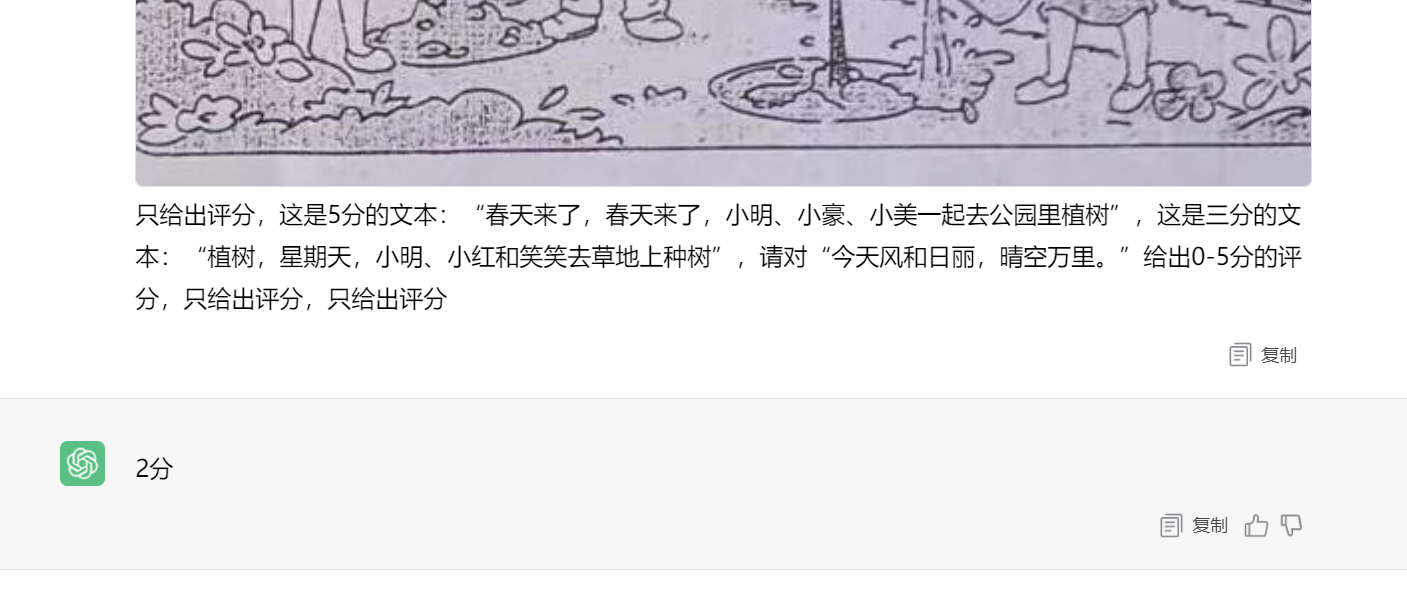 只给出评分，这是5分的文本：“春天来了，春天来了，小明、小豪、小美一起去公园里植树”，这是三分的文
本：“植树，星期天，小明、小红和笑笑去草地上种树”，请对“今天风和日丽，晴空万里。”给出0-5分的评
分，只给出评分，只给出评分
复制
2分
复制